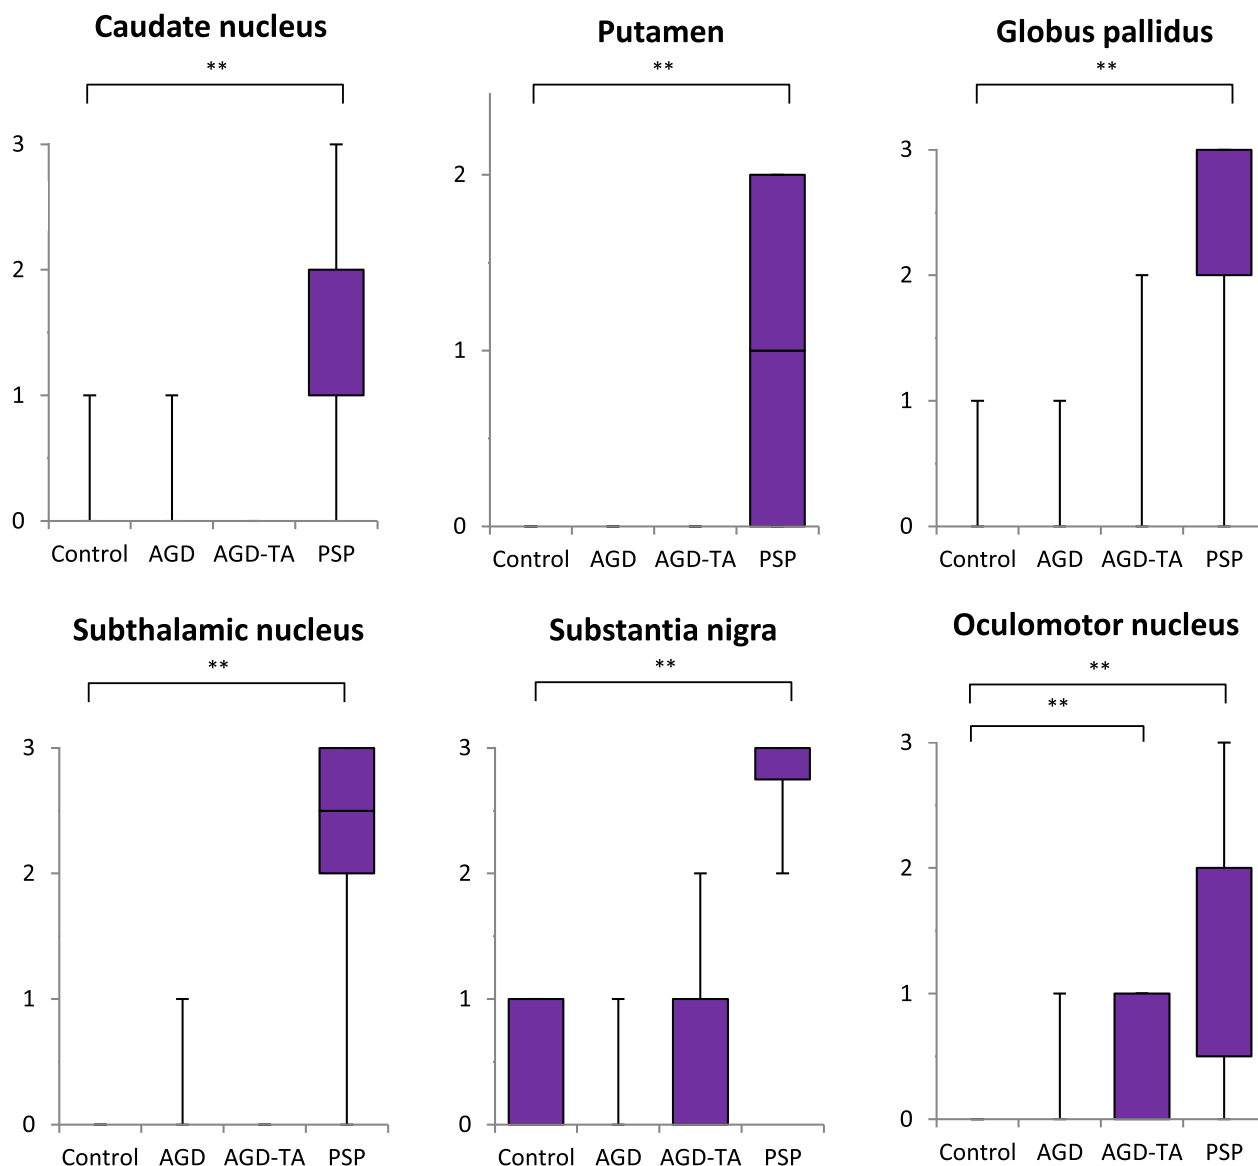 Caudate nucleus
**
3
2
1
0
Control AGD AGD-TA PSP
Putamen
**
2
1
0
Control AGD AGD-TA PSP
Globus pallidus
**
3
2
1
0
Control AGD AGD-TA PSP
Subthalamic nucleus
**
3
2
1
0
Control AGD AGD-TA PSP
Substantia nigra
**
3
2
1
0
Control AGD AGD-TA PSP
Oculomotor nucleus
**
**
3
2
1
0
Control AGD AGD-TA PSP